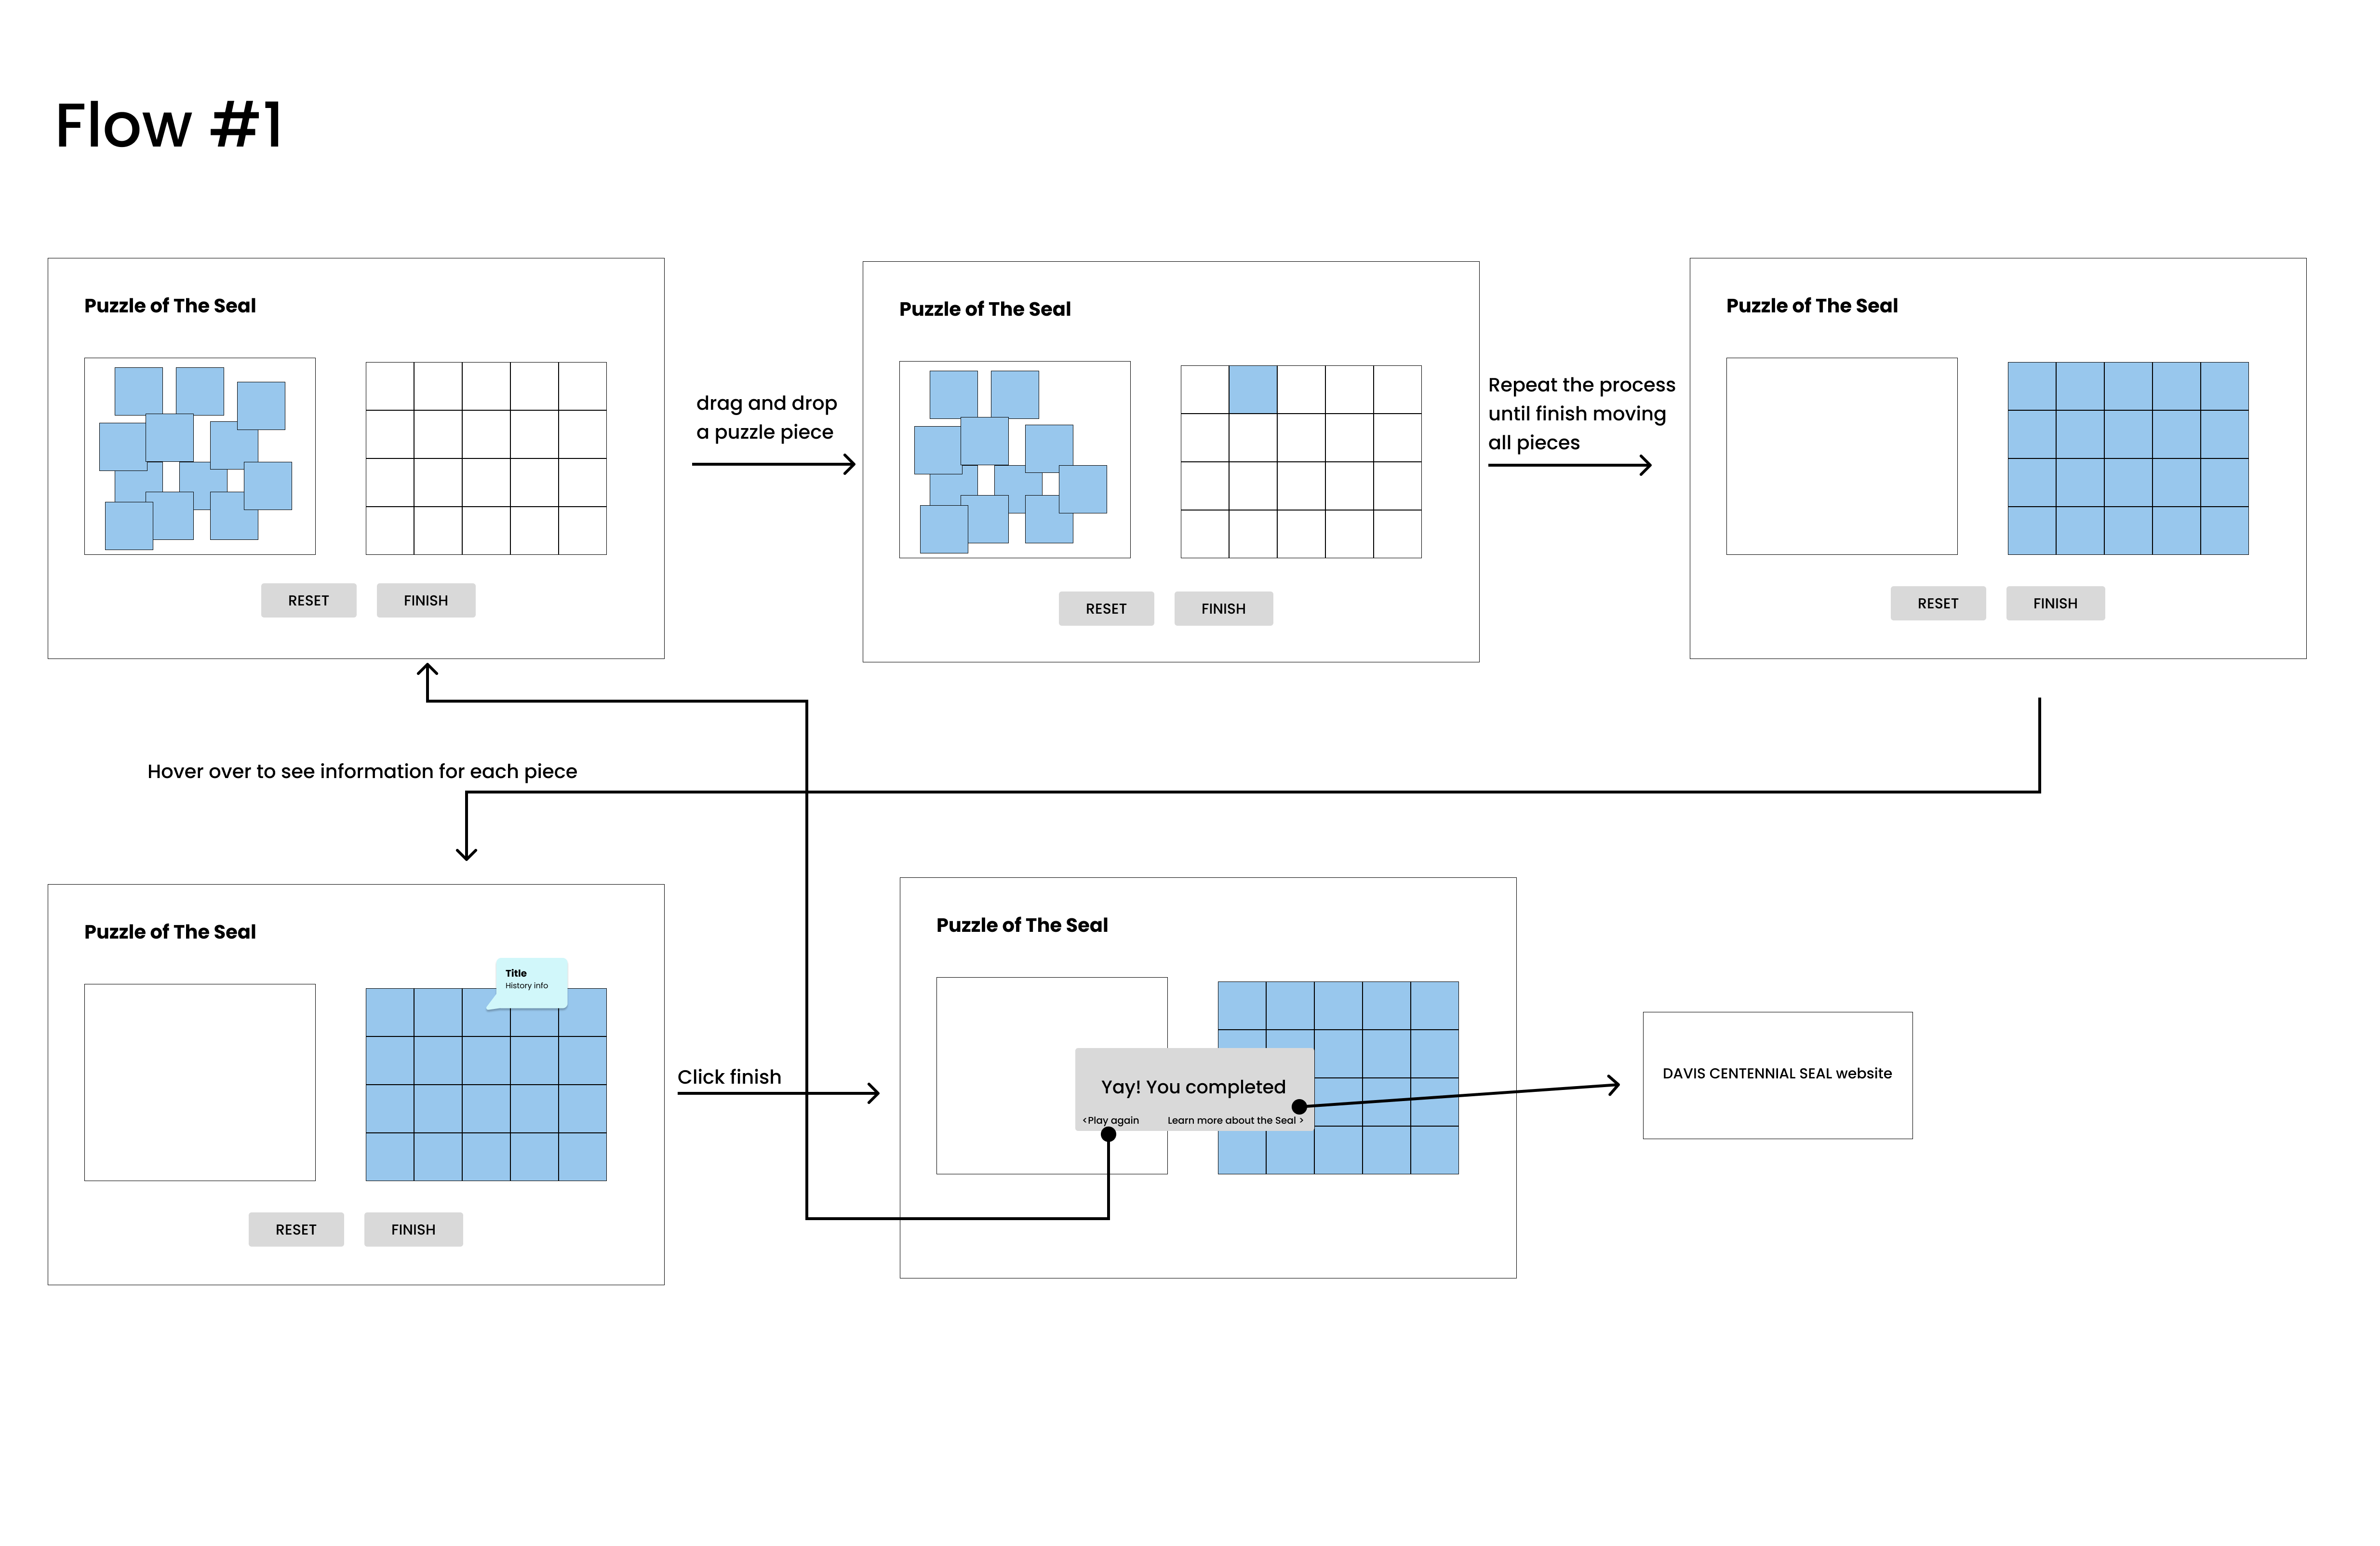 Flow #1
Puzzle of The Seal
RESET
FINISH
drag and drop
a puzzle piece
Puzzle of The Seal
RESET
FINISH
Repeat the process
until finish moving
all pieces
Puzzle of The Seal
RESET
FINISH
Hover over to see information for each piece
Puzzle of The Seal
Title
History info
RESET
FINISH
Click finish
Puzzle of The Seal
Yay! You completed
<Play again
Learn more about the Seal >
DAVIS CENTENNIAL SEAL website